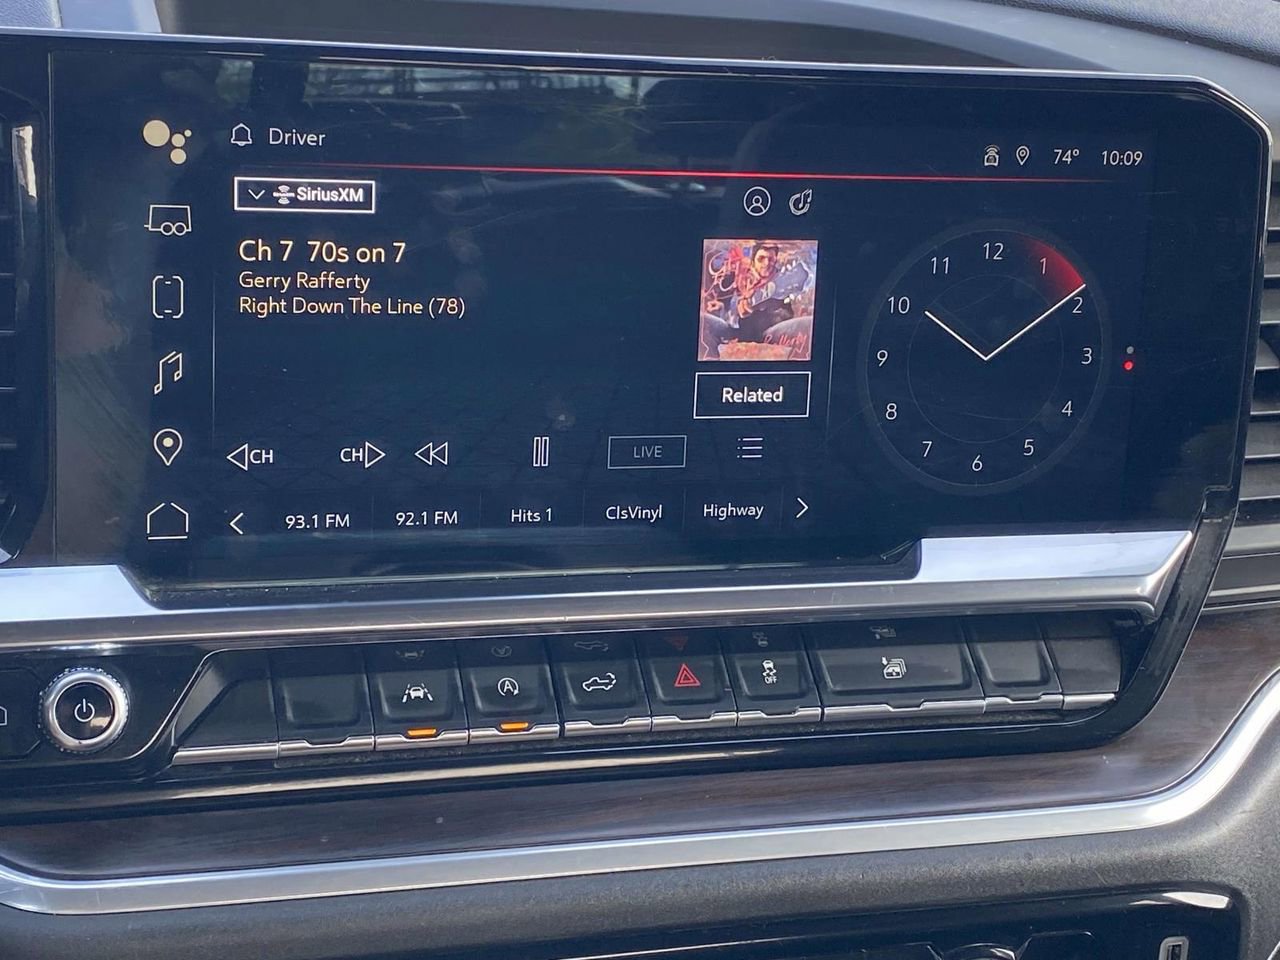 Driver
74° 10:09
SiriusXM
Ch 7 70s on 7
Gerry Rafferty
Right Down The Line (78)
Related
CH CH LIVE
93.1 FM 92.1 FM Hits 1 ClsVinyl Highway
12
1
2
3
4
5
6
7
8
9
10
11
A
OFF